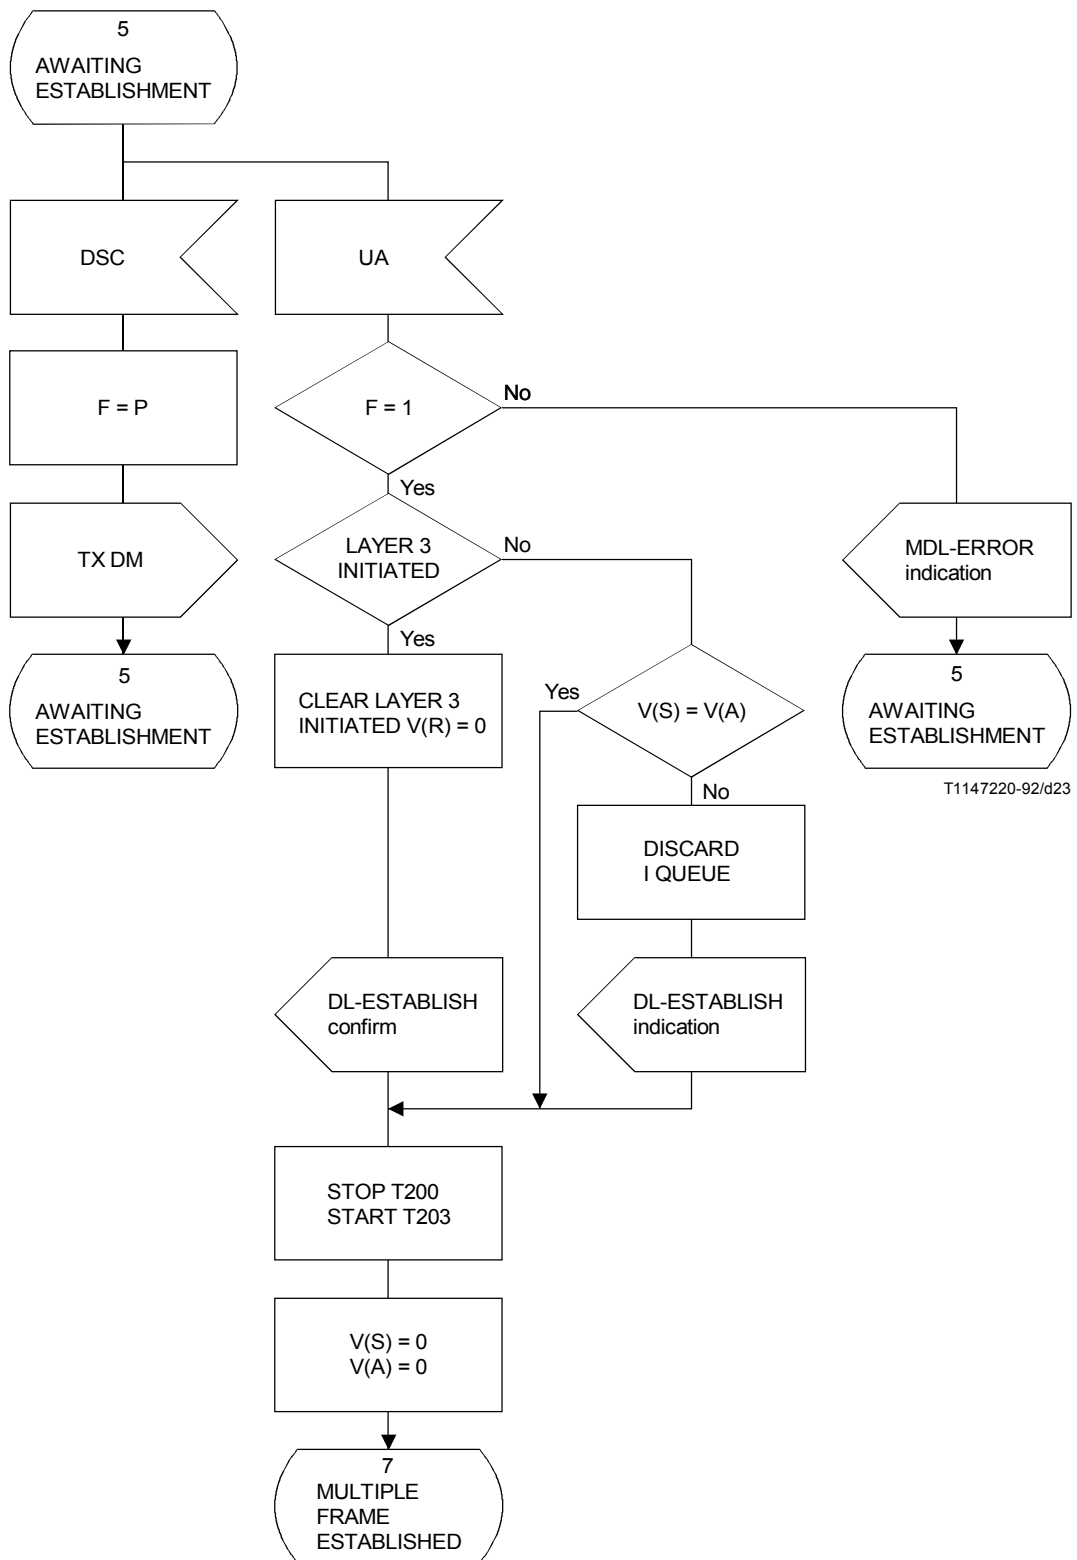 5
AWAITING
ESTABLISHMENT
DSC
UA
F = P
F = 1
No
Yes
TX DM
LAYER 3
INITIATED
No
MDL-ERROR
indication
Yes
5
AWAITING
ESTABLISHMENT
CLEAR LAYER 3
INITIATED V(R) = 0
Yes
V(S) = V(A)
5
AWAITING
ESTABLISHMENT
T1147220-92/d23
No
DISCARD
I QUEUE
DL-ESTABLISH
confirm
DL-ESTABLISH
indication
STOP T200
START T203
V(S) = 0
V(A) = 0
7
MULTIPLE
FRAME
ESTABLISHED